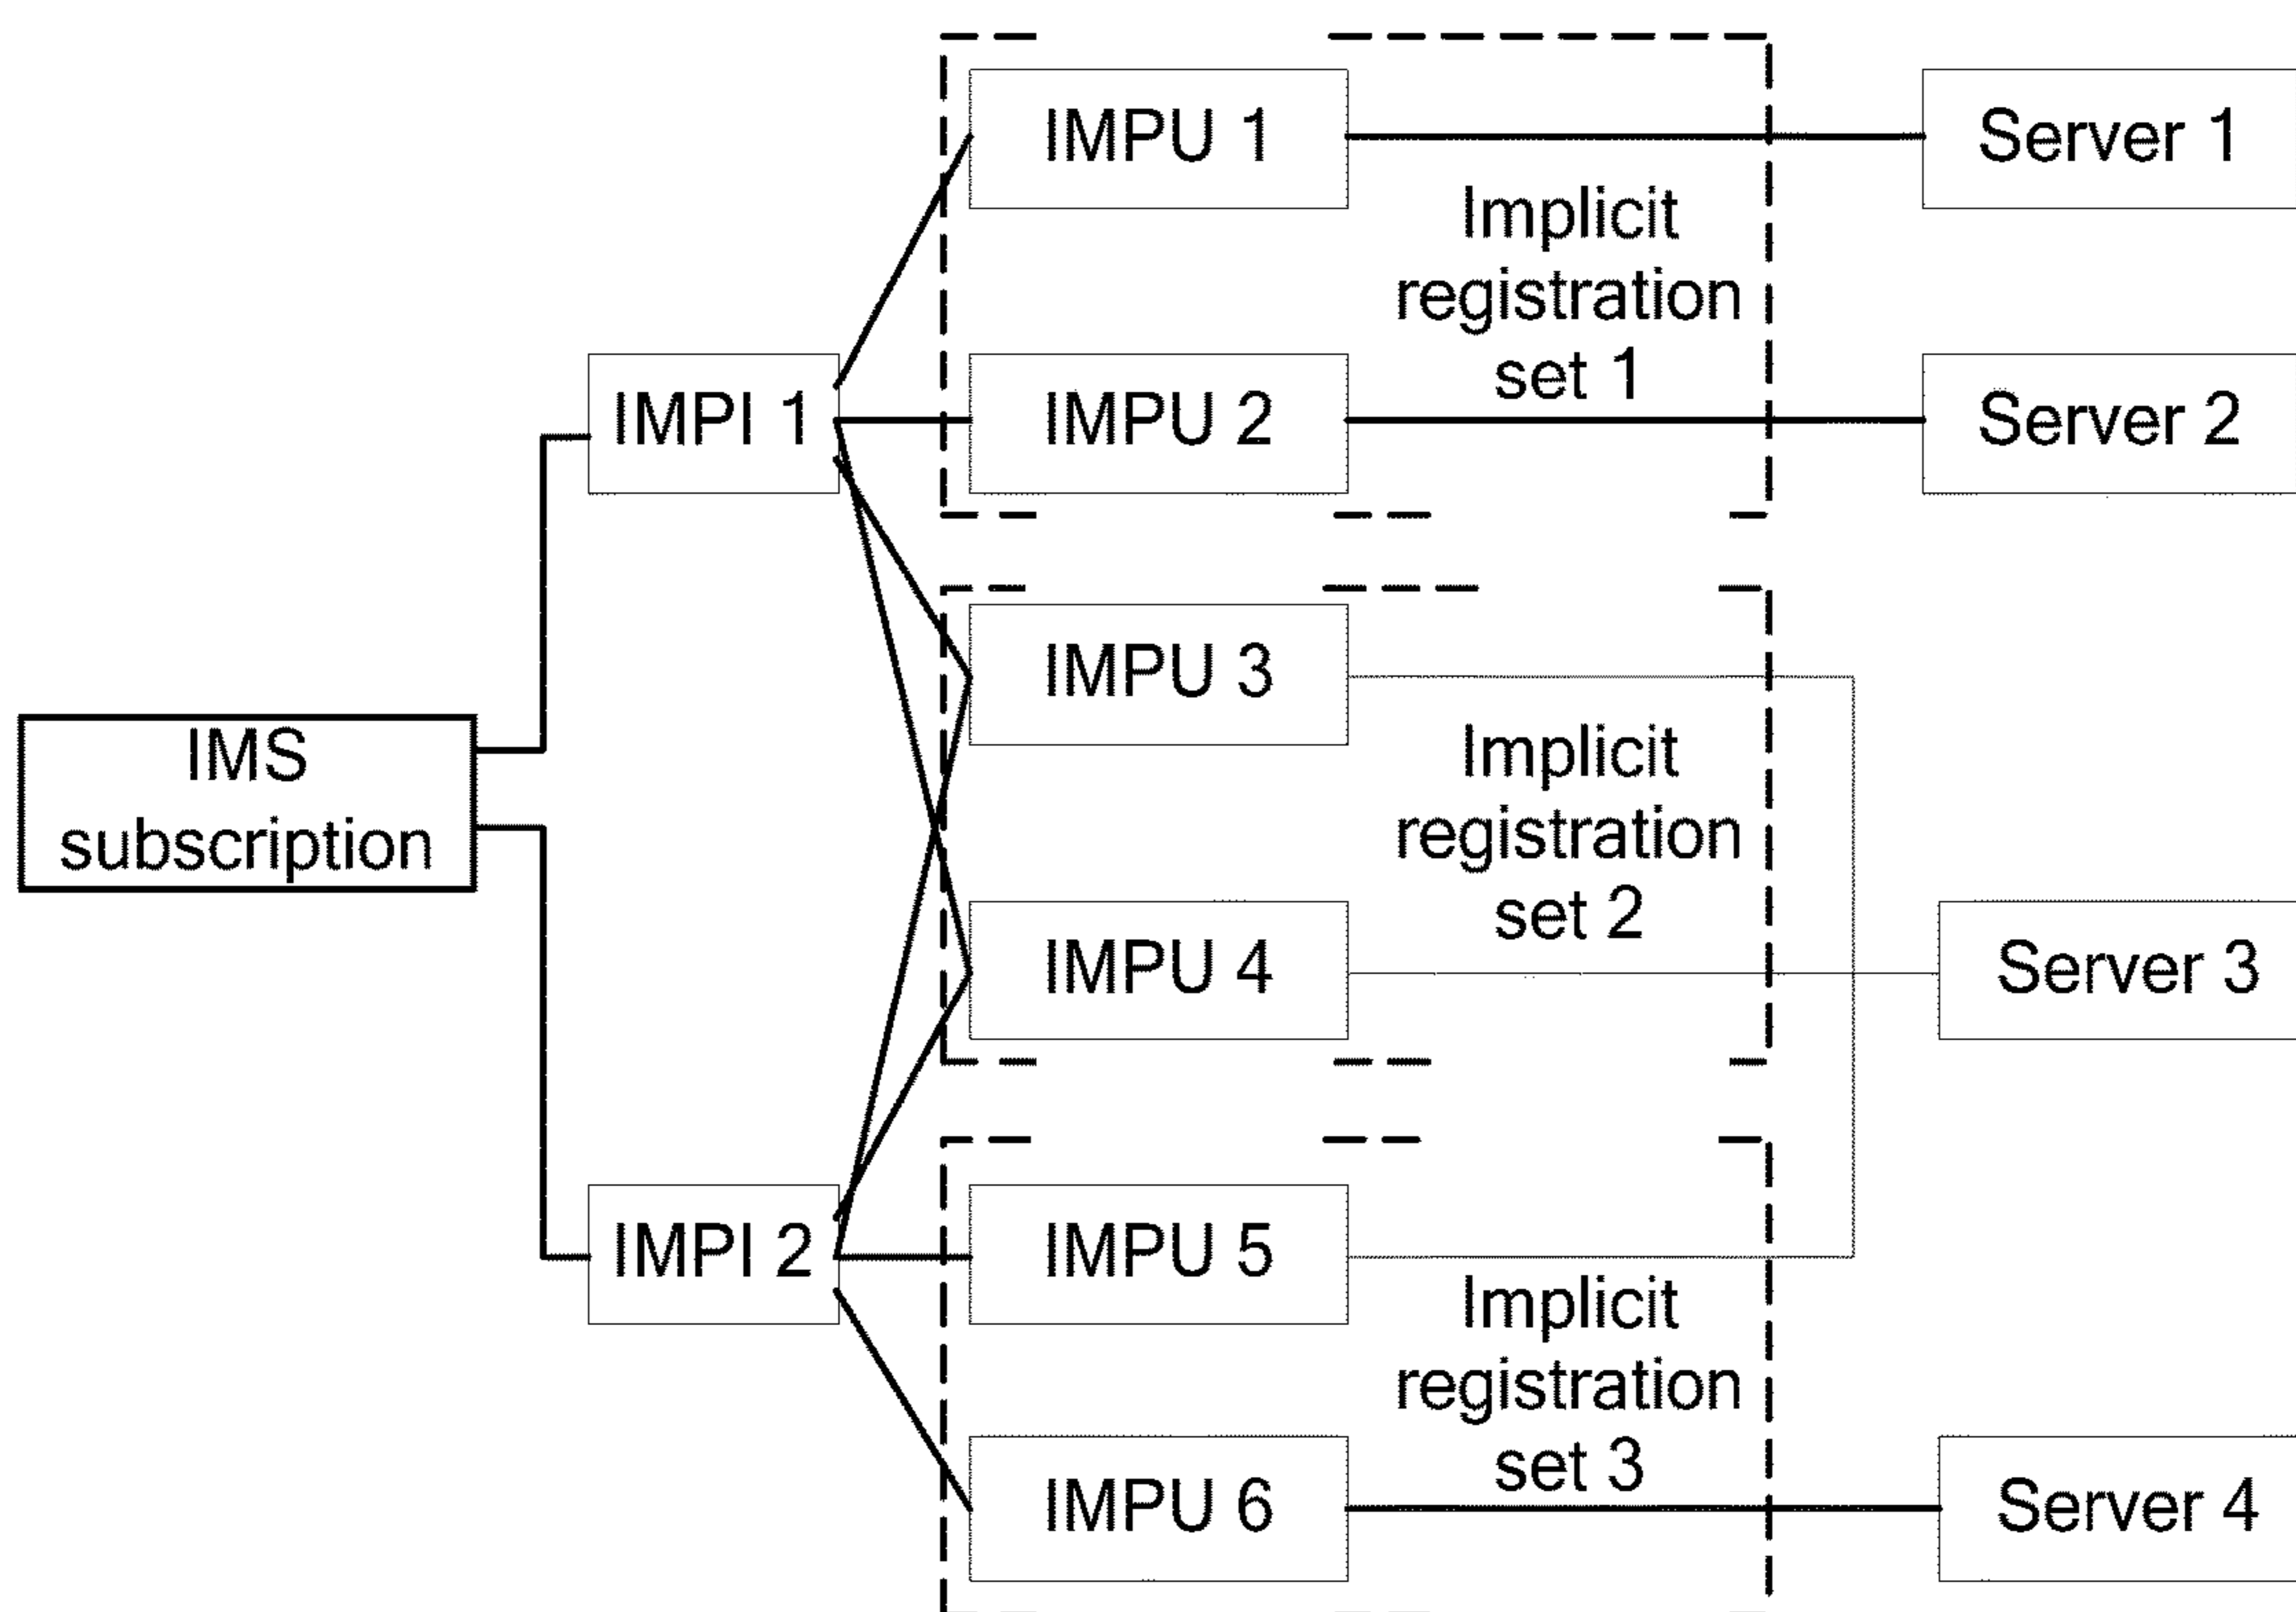 IMS
subscription
IMPI 1
IMPI 2
IMPU 1
IMPU 2
Implicit
registration
set 1
IMPU 3
IMPU 4
Implicit
registration
set 2
IMPU 5
IMPU 6
Implicit
registration
set 3
Server 1
Server 2
Server 3
Server 4